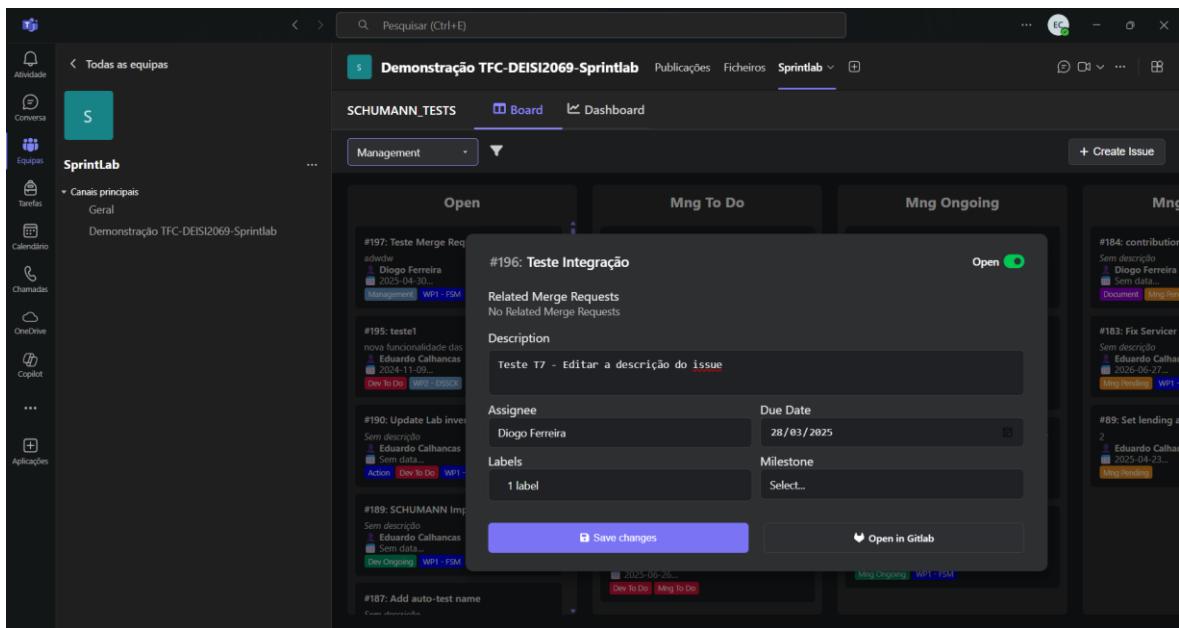 Pesquisar (Ctrl+E)
EC
Atividade
Conversa
Equipas
Tarefas
Calendário
Chamadas
OneDrive
Copilot
Aplicações
Todas as equipas
S
SprintLab
Canais principais
Geral
Demonstração TFC-DEISI2069-Sprintlab
S Demonstração TFC-DEISI2069-Sprintlab Publicações Ficheiros Sprintlab
SCHUMANN_TESTS Board Dashboard
Management + Create Issue
Open
#197: Teste Merge Req
adwdw
Diogo Ferreira
2025-04-30...
Management WP1 - FSM
#195: teste1
nova funcionalidade das
Eduardo Calhancas
2024-11-09...
Dev To Do WP2 - DSSCK
#190: Update Lab inve
Sem descrição
Eduardo Calhancas
Sem data...
Action Dev To Do WP1 -
#189: SCHUMANN Imp
Sem descrição
Eduardo Calhancas
Sem data...
Dev Ongoing WP1 - FSM
#187: Add auto-test name
Sem descrição
Mng To Do
2025-06-26...
Dev To Do Mng To Do
Mng Ongoing
Mng Ongoing WP1 - FSM
Mng
#184: contribution
Sem descrição
Diogo Ferreira
Sem data...
Document Mng Pen
#183: Fix Servicer
Sem descrição
Eduardo Calha
2026-06-27...
Mng Pending WP1 -
#89: Set lending a
2
Eduardo Calha
2025-04-23...
Mng Pending
#196: Teste Integração Open
Related Merge Requests
No Related Merge Requests
Description
Teste T7 - Editar a descrição do issue
Assignee Due Date
Diogo Ferreira 28/03/2025
Labels Milestone
1 label Select...
Save changes Open in Gitlab